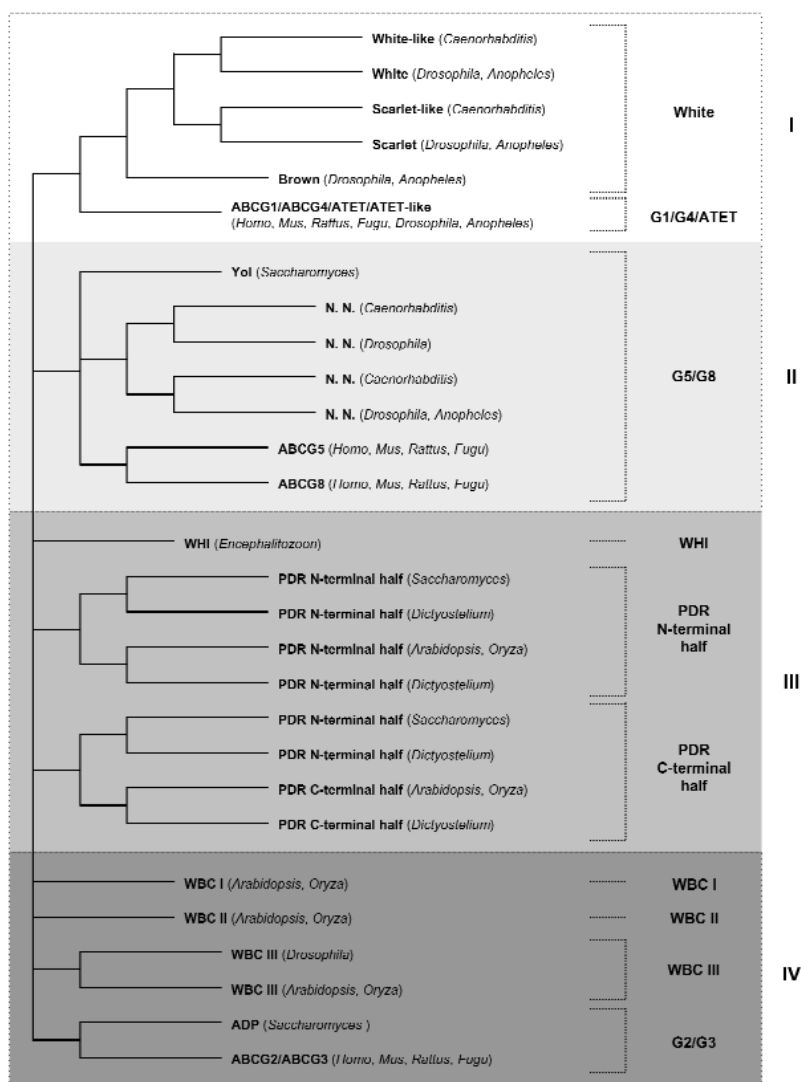 White-like (Caenorhabditis)
White (Drosophila, Anopheles)
Scarlet-like (Caenorhabditis)
Scarlet (Drosophila, Anopheles)
Brown (Drosophila, Anopheles)
White
I
ABCG1/ABCG4/ATET/ATET-like
(Homo, Mus, Rattus, Fugu, Drosophila, Anopheles)
G1/G4/ATET
Yol (Saccharomyces)
N. N. (Caenorhabditis)
N. N. (Drosophila)
N. N. (Caenorhabditis)
N. N. (Drosophila, Anopheles)
ABCG5 (Homo, Mus, Rattus, Fugu)
ABCG8 (Homo, Mus, Rattus, Fugu)
G5/G8
II
WHI (Encephalitozoon)
WHI
PDR N-terminal half (Saccharomyces)
PDR N-terminal half (Dictyostelium)
PDR N-terminal half (Arabidopsis, Oryza)
PDR N-terminal half (Dictyostelium)
PDR
N-terminal
half
III
PDR N-terminal half (Saccharomyces)
PDR N-terminal half (Dictyostelium)
PDR C-terminal half (Arabidopsis, Oryza)
PDR C-terminal half (Dictyostelium)
PDR
C-terminal
half
WBC I (Arabidopsis, Oryza)
WBC I
WBC II (Arabidopsis, Oryza)
WBC II
WBC III (Drosophila)
WBC III (Arabidopsis, Oryza)
WBC III
IV
ADP (Saccharomyces )
ABCG2/ABCG3 (Homo, Mus, Rattus, Fugu)
G2/G3